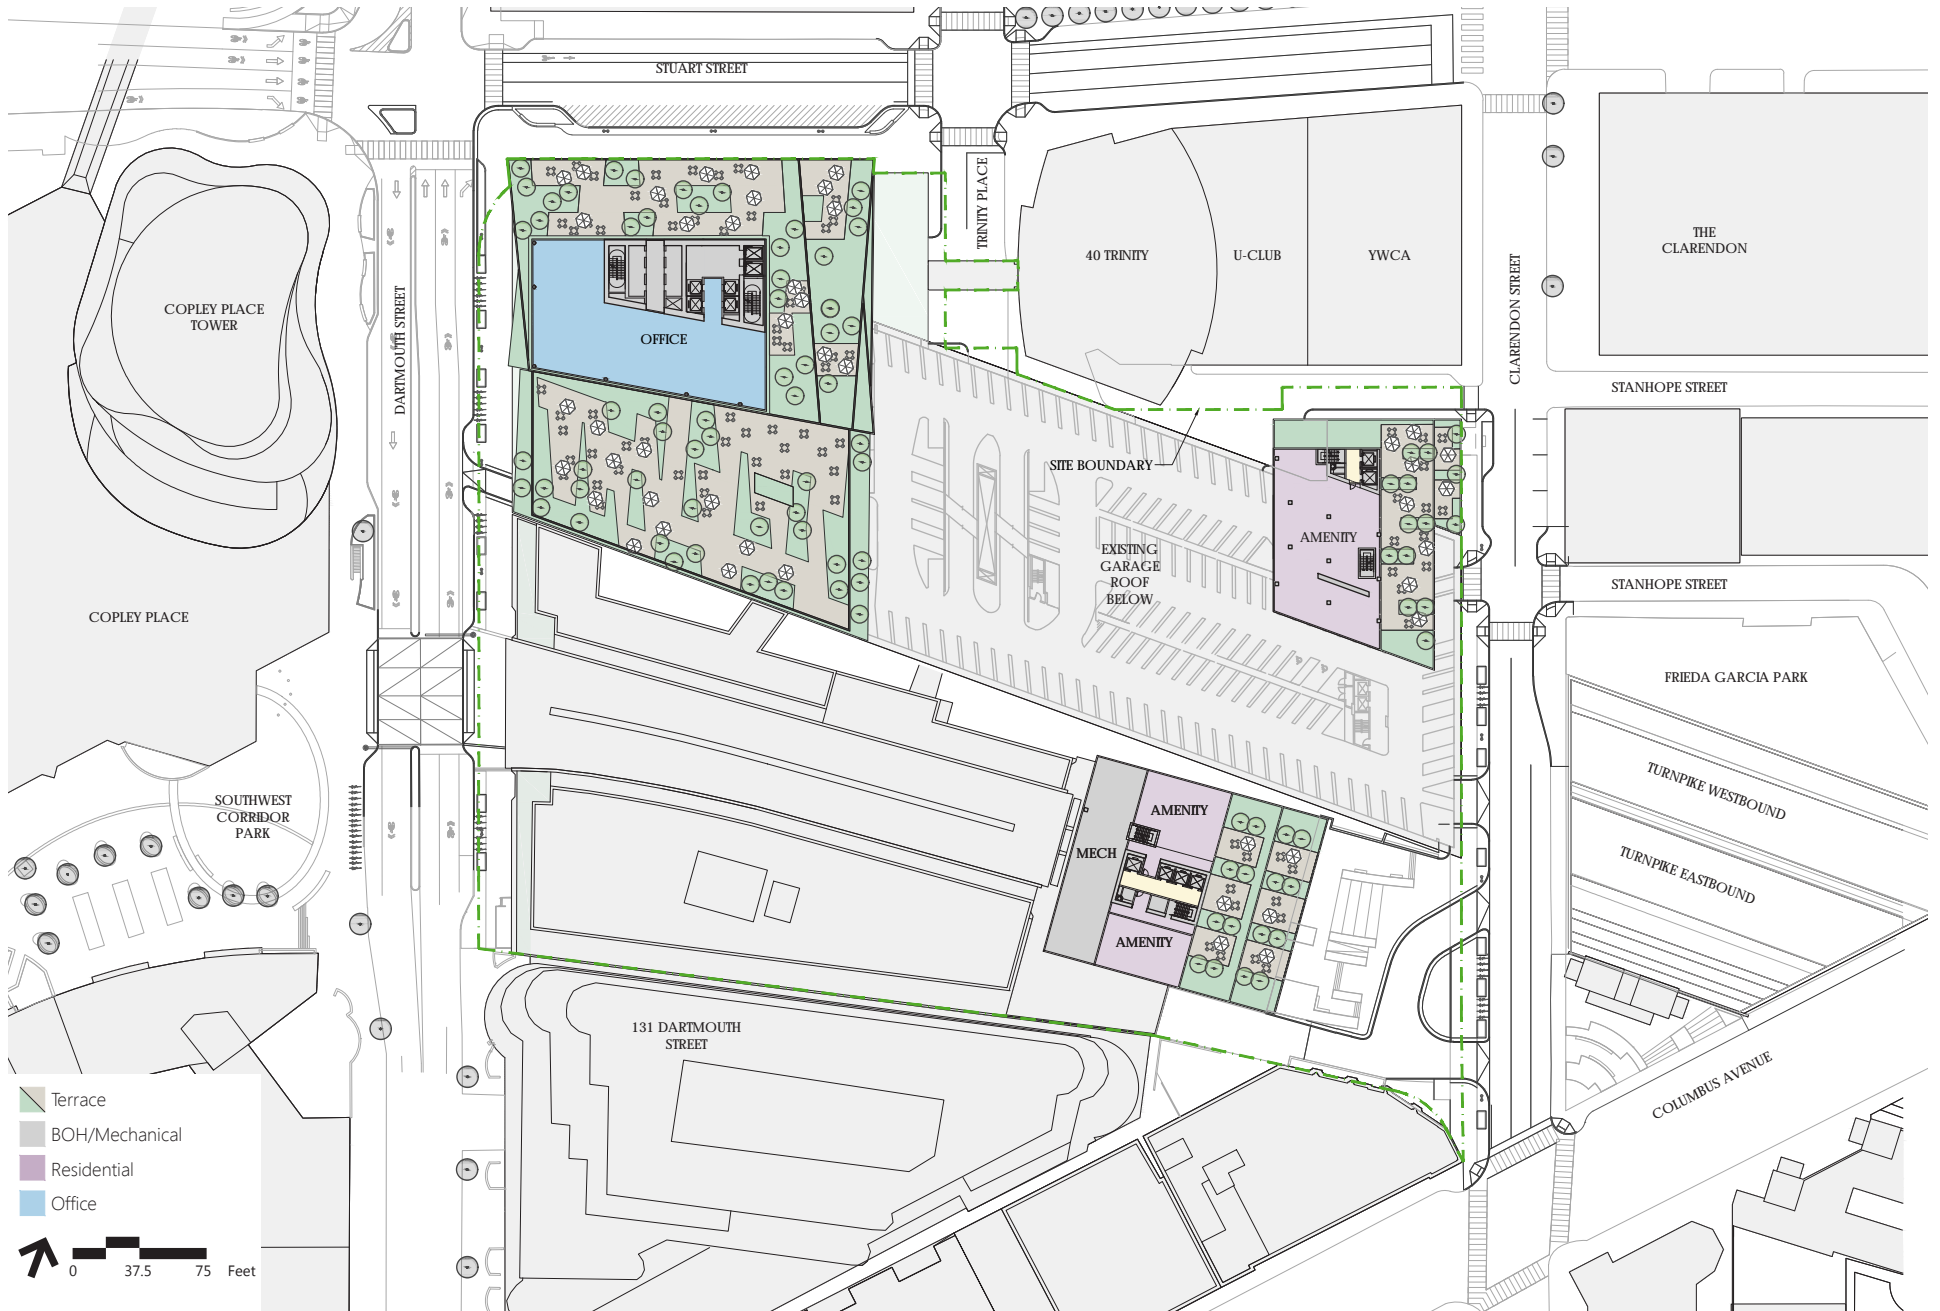 STUART STREET
TRINITY PLACE
40 TRINITY
U-CLUB
YWCA
THE
CLARENDON
CLARENDON STREET
COPLEY PLACE
TOWER
DARTMOUTH STREET
OFFICE
STANHOPE STREET
SITE BOUNDARY
AMENITY
EXISTING
GARAGE
ROOF
BELOW
STANHOPE STREET
COPLEY PLACE
FRIEDA GARCIA PARK
TURNPIKE WESTBOUND
SOUTHWEST
CORRIDOR
PARK
AMENITY
MECH
TURNPIKE EASTBOUND
AMENITY
131 DARTMOUTH
STREET
COLUMBUS AVENUE
Terrace
BOH/Mechanical
Residential
Office
0 37.5 75 Feet